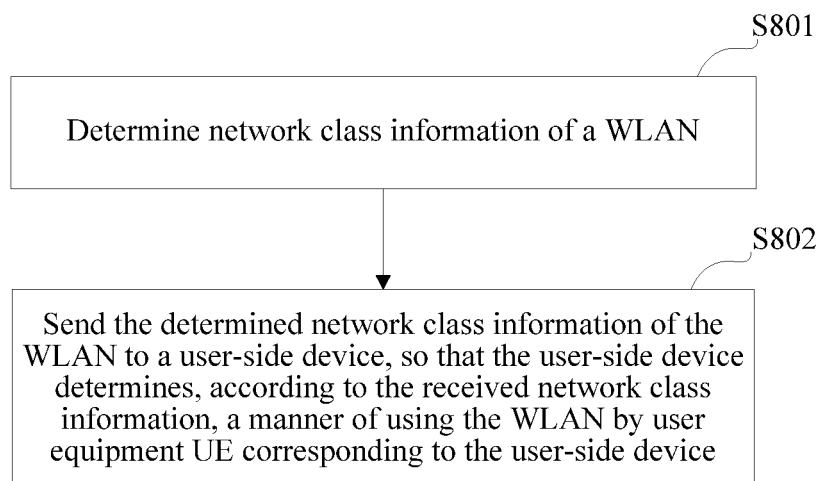 S801
Determine network class information of a WLAN
S802
Send the determined network class information of the
WLAN to a user-side device, so that the user-side device
determines, according to the received network class
information, a manner of using the WLAN by user
equipment UE corresponding to the user-side device